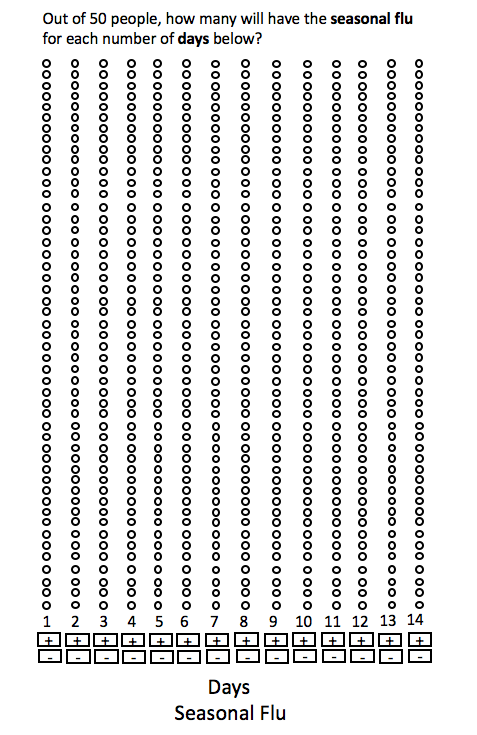 Out of 50 people, how many will have the seasonal flu
for each number of days below?
1 2 3 4 5 6 7 8 9 10 11 12 13 14
+ + + + + + + + + + + + + +
- - - - - - - - - - - - - -
Days
Seasonal Flu